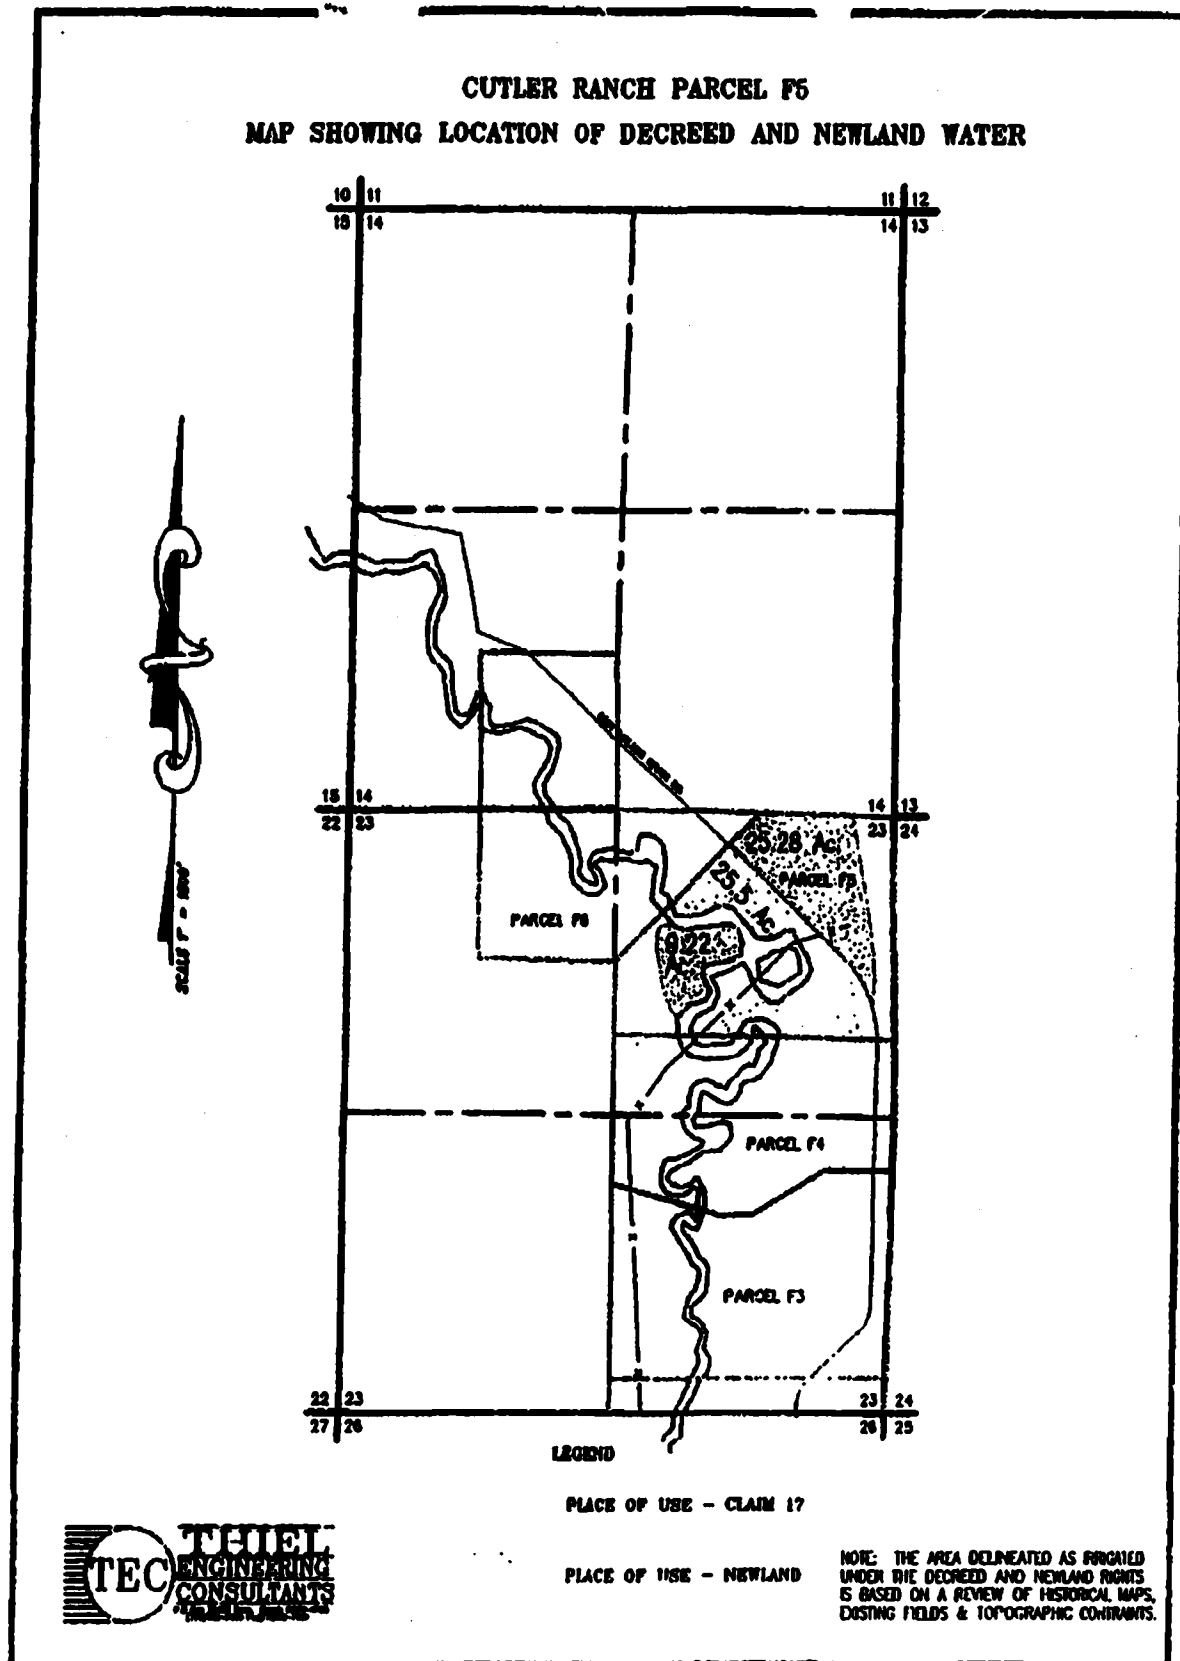 CUTLER RANCH PARCEL F5
MAP SHOWING LOCATION OF DECREED AND NEWLAND WATER
10 11
15 14
11 12
14 13
15 14
22 23
14 13
23 24
25.28 Ac.
PARCEL F5
25.5 Ac.
9.22
Ac.
PARCEL F6
SCALE 1" = 1000'
PARCEL F4
PARCEL F3
22 23
27 26
23 24
26 25
LEGEND
PLACE OF USE - CLAIM 17
PLACE OF USE - NEWLAND
TEC
THIEL
ENGINEERING
CONSULTANTS
NOTE: THE AREA DELINEATED AS IRRIGATED
UNDER THE DECREED AND NEWLAND RIGHTS
IS BASED ON A REVIEW OF HISTORICAL MAPS,
EXISTING FIELDS & TOPOGRAPHIC CONTRAINTS.